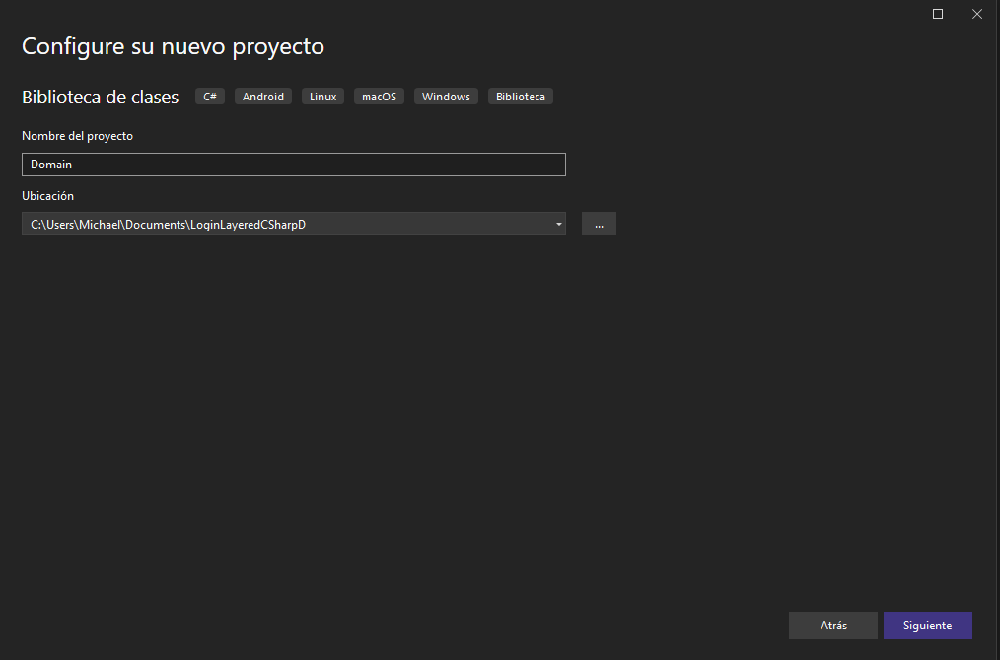 Configure su nuevo proyecto
Biblioteca de clases C# Android Linux macOS Windows Biblioteca
Nombre del proyecto
Domain
Ubicación
C:\Users\Michael\Documents\LoginLayeredCSharpD
...
Atrás Siguiente